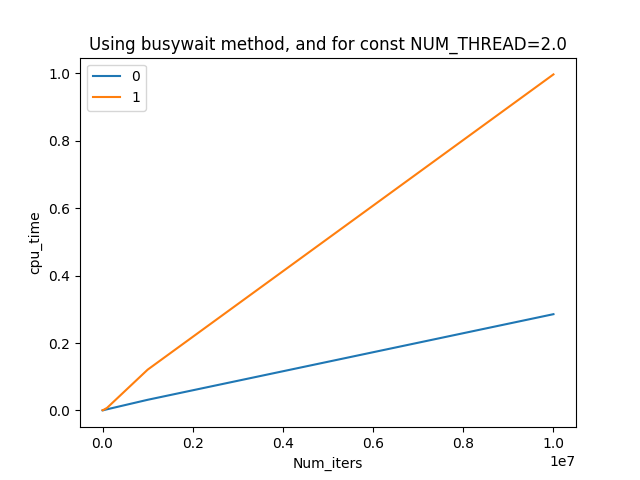 Using busywait method, and for const NUM_THREAD=2.0
0
1
1.0
0.8
0.6
0.4
0.2
0.0
cpu_time
0.0 0.2 0.4 0.6 0.8 1.0
1e7
Num_iters